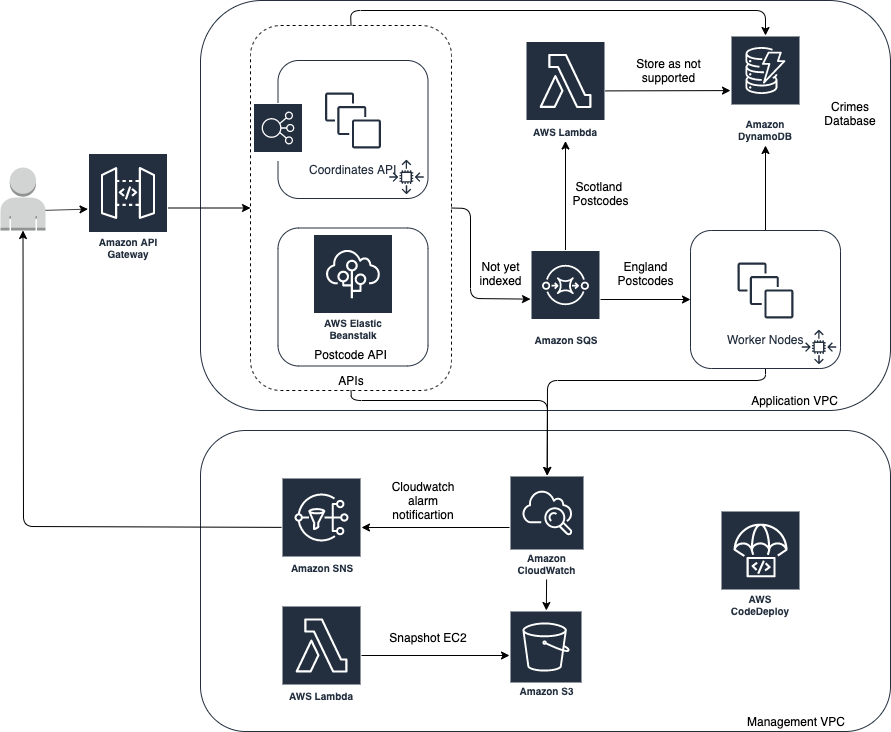 Store as not
supported
Crimes
Database
AWS Lambda
Amazon
DynamoDB
Coordinates API
Scotland
Postcodes
Amazon API
Gateway
Not yet
indexed
England
Postcodes
AWS Elastic
Beanstalk
Postcode API
Amazon SQS
Worker Nodes
APIs
Application VPC
Cloudwatch
alarm
notificartion
Amazon SNS
Amazon
CloudWatch
AWS
CodeDeploy
Snapshot EC2
AWS Lambda
Amazon S3
Management VPC